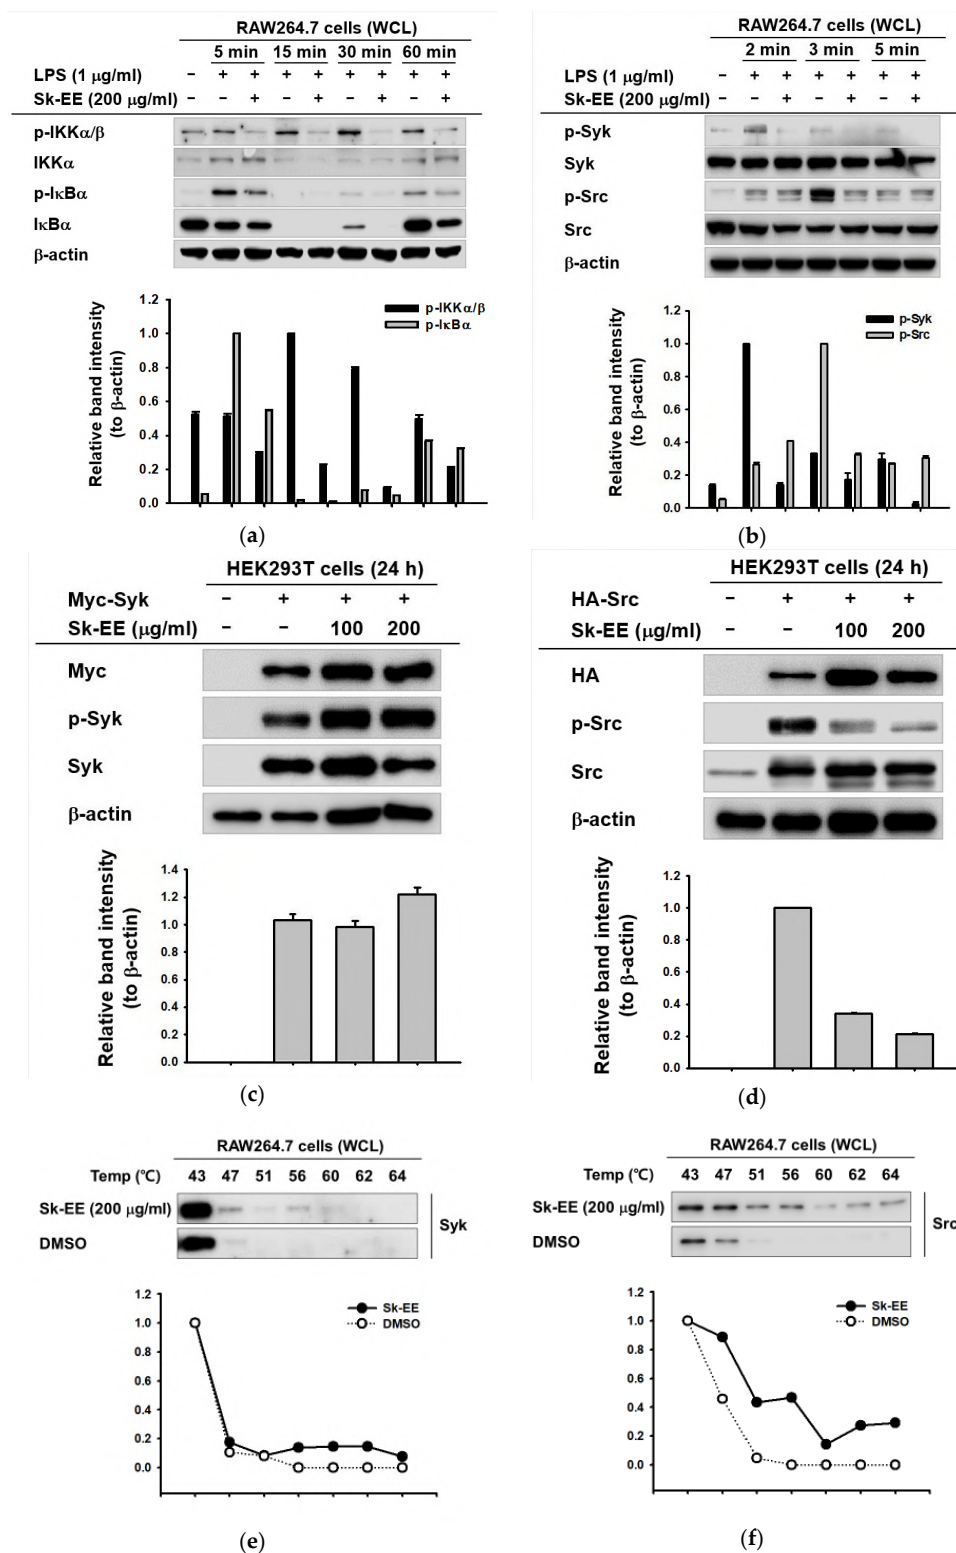 RAW264.7 cells (WCL)
5 min 15 min 30 min 60 min
LPS (1 μg/ml) − + + + + + + + +
Sk-EE (200 μg/ml) − − + − + − + − +
p-IKKα/β
IKKα
p-IκBα
IκBα
β-actin
Relative band intensity
(to β-actin)
1.2
1.0
0.8
0.6
0.4
0.2
0.0
p-IKKα/β
p-IκBα
(a)
RAW264.7 cells (WCL)
2 min 3 min 5 min
LPS (1 μg/ml) − + + + + + +
Sk-EE (200 μg/ml) − − + − + − +
p-Syk
Syk
p-Src
Src
β-actin
Relative band intensity
(to β-actin)
1.2
1.0
0.8
0.6
0.4
0.2
0.0
p-Syk
p-Src
(b)
HEK293T cells (24 h)
Myc-Syk − + + +
Sk-EE (μg/ml) − − 100 200
Myc
p-Syk
Syk
β-actin
Relative band intensity
(to β-actin)
1.4
1.2
1.0
0.8
0.6
0.4
0.2
0.0
(c)
HEK293T cells (24 h)
HA-Src − + + +
Sk-EE (μg/ml) − − 100 200
HA
p-Src
Src
β-actin
Relative band intensity
(to β-actin)
1.2
1.0
0.8
0.6
0.4
0.2
0.0
(d)
RAW264.7 cells (WCL)
Temp (℃) 43 47 51 56 60 62 64
Sk-EE (200 μg/ml)
DMSO
Syk
1.2
1.0
0.8
0.6
0.4
0.2
0.0
Sk-EE
DMSO
(e)
RAW264.7 cells (WCL)
Temp (℃) 43 47 51 56 60 62 64
Sk-EE (200 μg/ml)
DMSO
Src
1.2
1.0
0.8
0.6
0.4
0.2
0.0
Sk-EE
DMSO
(f)